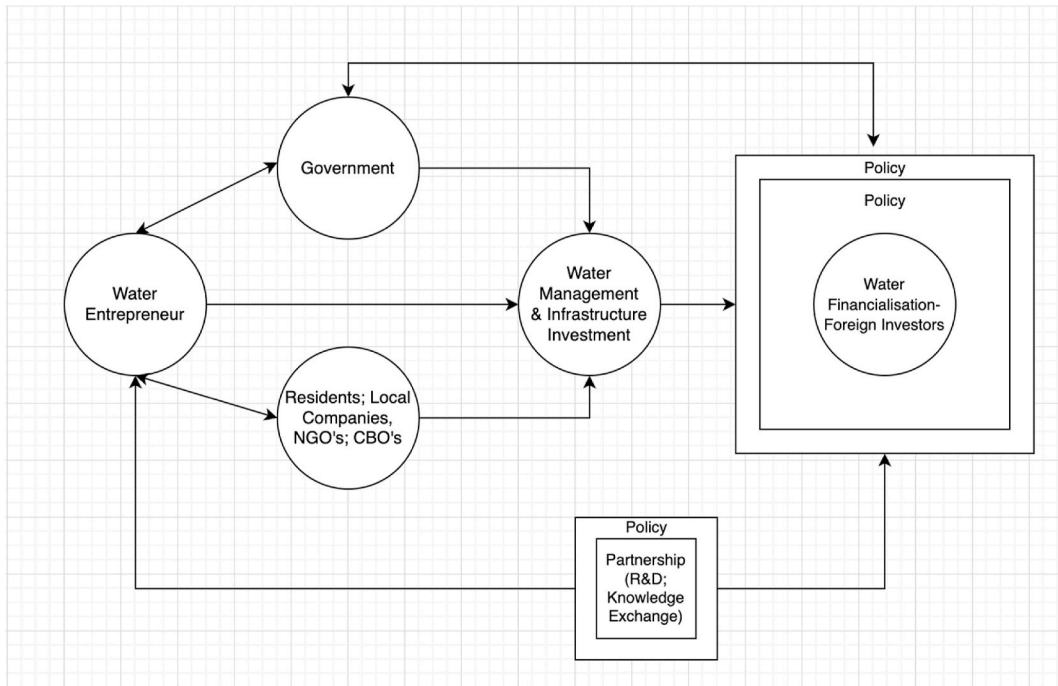 Government
Policy
Policy
Water
Entrepreneur
Water
Management
& Infrastructure
Investment
Water
Financialisation-
Foreign Investors
Residents; Local
Companies,
NGO's; CBO's
Policy
Partnership
(R&D;
Knowledge
Exchange)